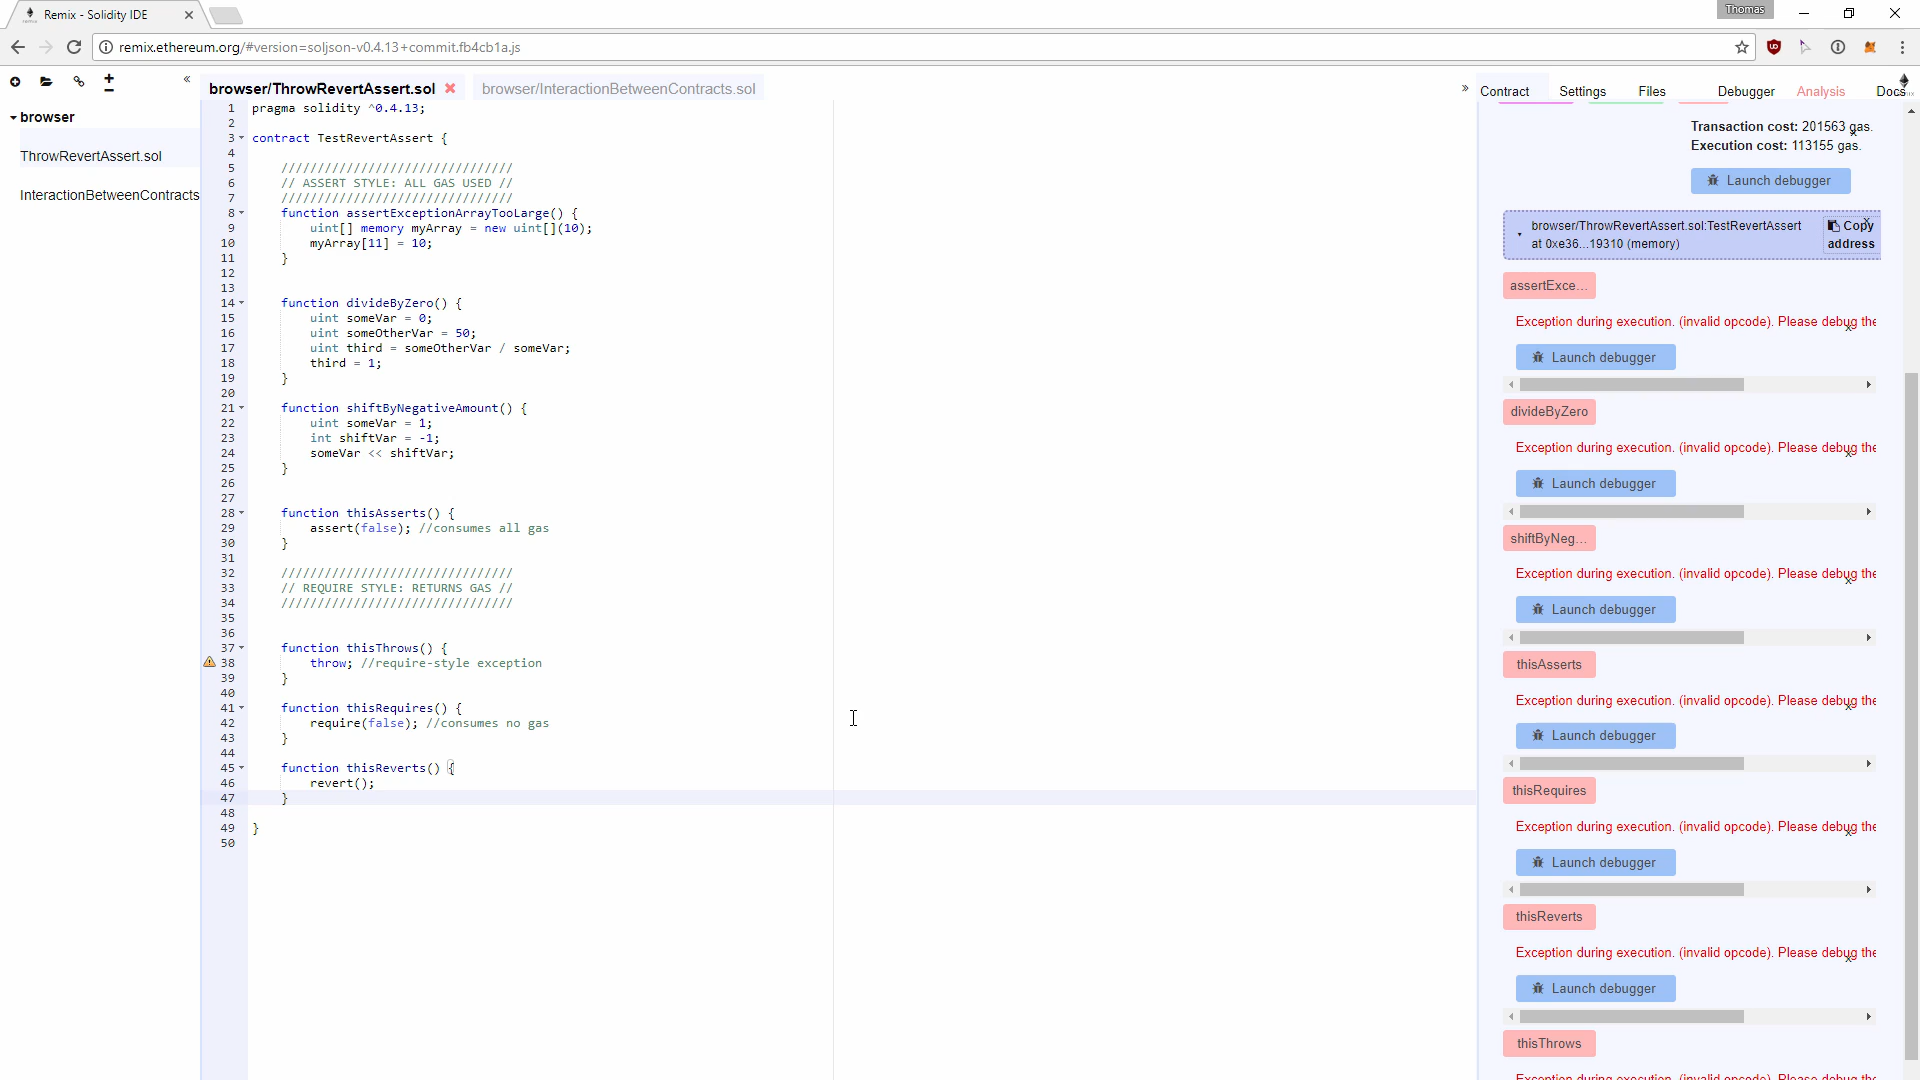 Remix - Solidity IDE
Thomas
remix.ethereum.org/#version=soljson-v0.4.13+commit.fb4cb1a.js
browser
ThrowRevertAssert.sol
InteractionBetweenContracts
browser/ThrowRevertAssert.sol
browser/InteractionBetweenContracts.sol
1 pragma solidity ^0.4.13;
2
3 contract TestRevertAssert {
4
5 ////////////////////////////////
6 // ASSERT STYLE: ALL GAS USED //
7 ////////////////////////////////
8 function assertExceptionArrayTooLarge() {
9 uint[] memory myArray = new uint[](10);
10 myArray[11] = 10;
11 }
12
13
14 function divideByZero() {
15 uint someVar = 0;
16 uint someOtherVar = 50;
17 uint third = someOtherVar / someVar;
18 third = 1;
19 }
20
21 function shiftByNegativeAmount() {
22 uint someVar = 1;
23 int shiftVar = -1;
24 someVar << shiftVar;
25 }
26
27
28 function thisAsserts() {
29 assert(false); //consumes all gas
30 }
31
32 ////////////////////////////////
33 // REQUIRE STYLE: RETURNS GAS //
34 ////////////////////////////////
35
36
37 function thisThrows() {
38 throw; //require-style exception
39 }
40
41 function thisRequires() {
42 require(false); //consumes no gas
43 }
44
45 function thisReverts() {
46 revert();
47 }
48
49 }
50
Contract Settings Files Debugger Analysis Docs
Transaction cost: 201563 gas.
Execution cost: 113155 gas.
Launch debugger
browser/ThrowRevertAssert.sol:TestRevertAssert
at 0xe36...19310 (memory)
Copy
address
assertExce...
Exception during execution. (invalid opcode). Please debug the
Launch debugger
divideByZero
Exception during execution. (invalid opcode). Please debug the
Launch debugger
shiftByNeg...
Exception during execution. (invalid opcode). Please debug the
Launch debugger
thisAsserts
Exception during execution. (invalid opcode). Please debug the
Launch debugger
thisRequires
Exception during execution. (invalid opcode). Please debug the
Launch debugger
thisReverts
Exception during execution. (invalid opcode). Please debug the
Launch debugger
thisThrows
Exception during execution. (invalid opcode). Please debug the